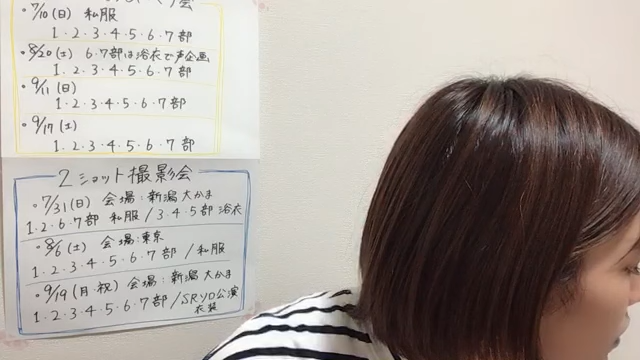 会
・7/10(日) 私服
1・2・3・4・5・6・7部
・8/20(土) 6・7部は浴衣で声企画
1・2・3・4・5・6・7部
・9/11(日)
1・2・3・4・5・6・7部
・9/17(土)
1・2・3・4・5・6・7部
2ショット撮影会
・7/31(日) 会場:新潟 大かま
1・2・6・7部 私服/3・4・5部 浴衣
・8/6(土) 会場:東京
1・2・3・4・5・6・7部/私服
・9/19(月・祝) 会場:新潟 大かま
1・2・3・4・5・6・7部/SRYD公演
衣装